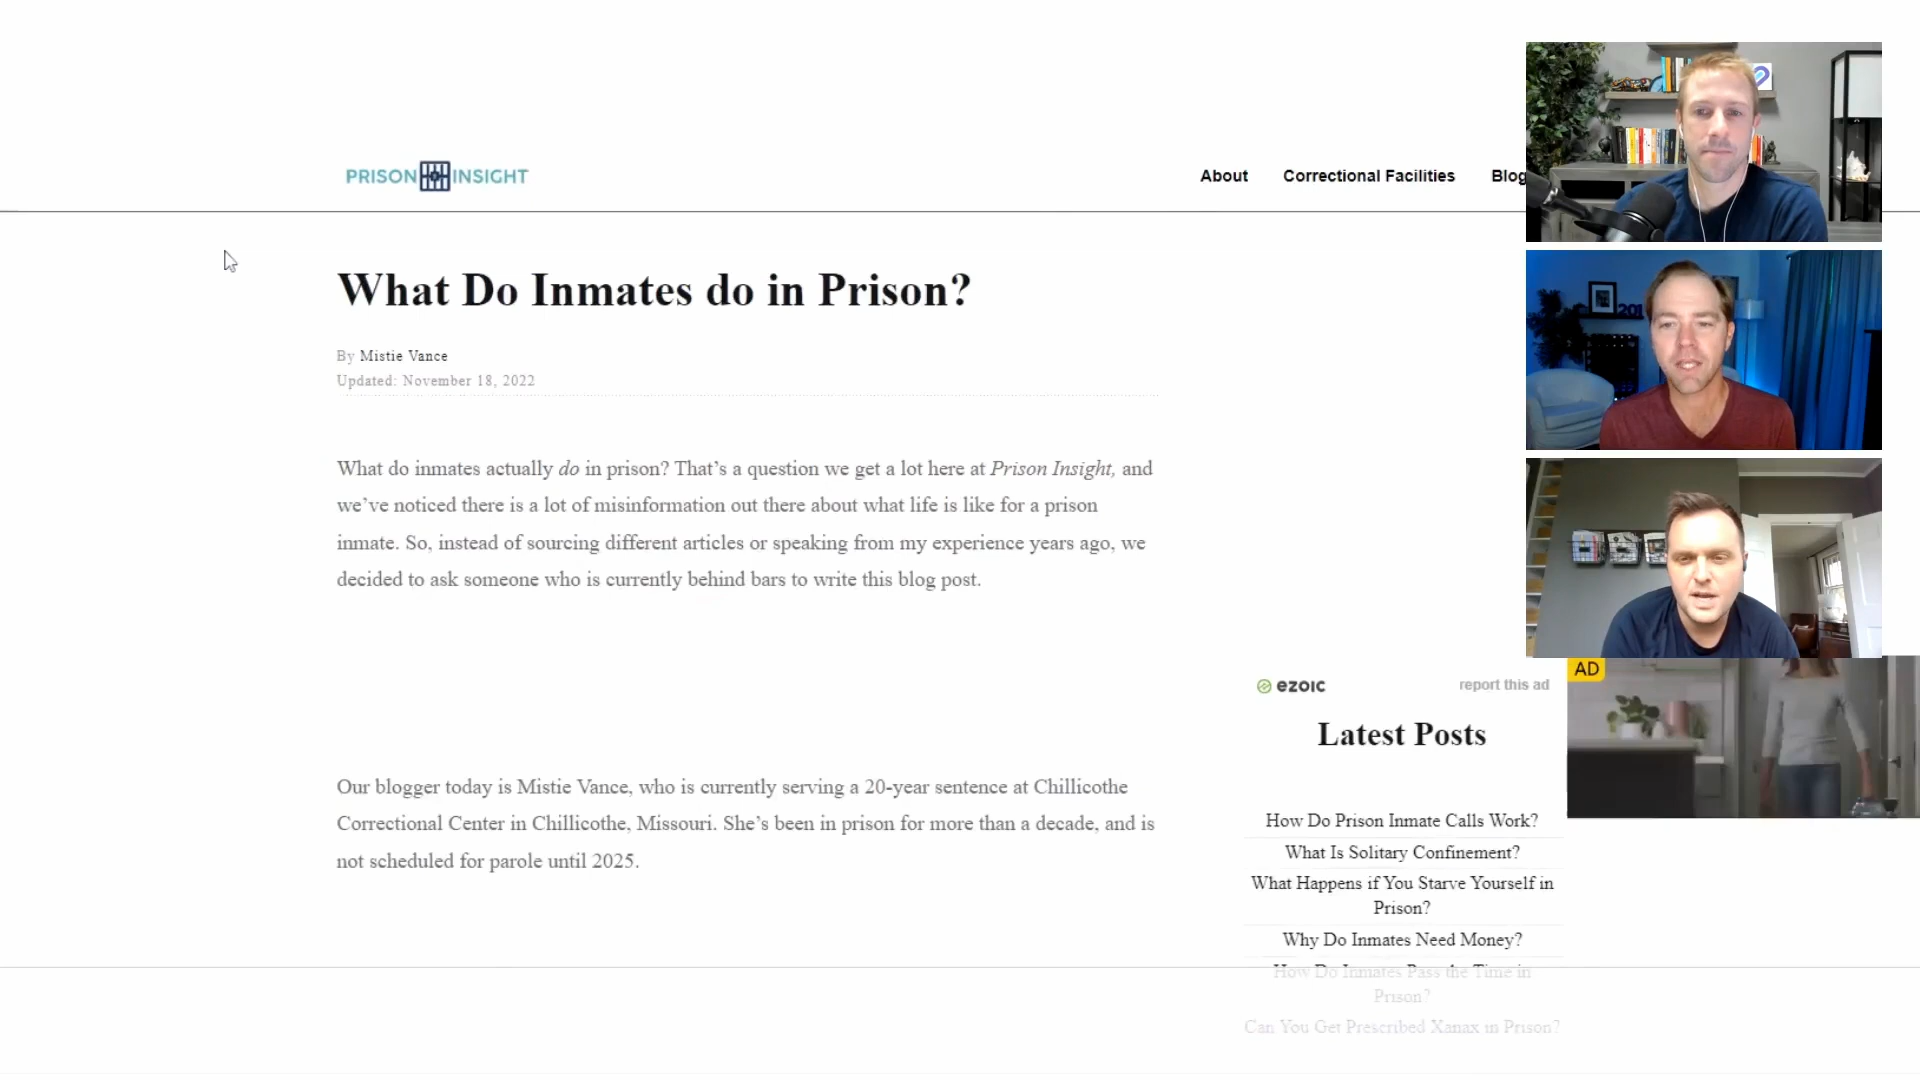 PRISON INSIGHT
About
Correctional Facilities
Blog
What Do Inmates do in Prison?
By Mistie Vance
Updated: November 18, 2022
What do inmates actually do in prison? That’s a question we get a lot here at Prison Insight, and
we’ve noticed there is a lot of misinformation out there about what life is like for a prison
inmate. So, instead of sourcing different articles or speaking from my experience years ago, we
decided to ask someone who is currently behind bars to write this blog post.
Our blogger today is Mistie Vance, who is currently serving a 20-year sentence at Chillicothe
Correctional Center in Chillicothe, Missouri. She’s been in prison for more than a decade, and is
not scheduled for parole until 2025.
ezoic
report this ad
AD
Latest Posts
How Do Prison Inmate Calls Work?
What Is Solitary Confinement?
What Happens if You Starve Yourself in
Prison?
Why Do Inmates Need Money?
How Do Inmates Pass the Time in
Prison?
Can You Get Prescribed Xanax in Prison?
201